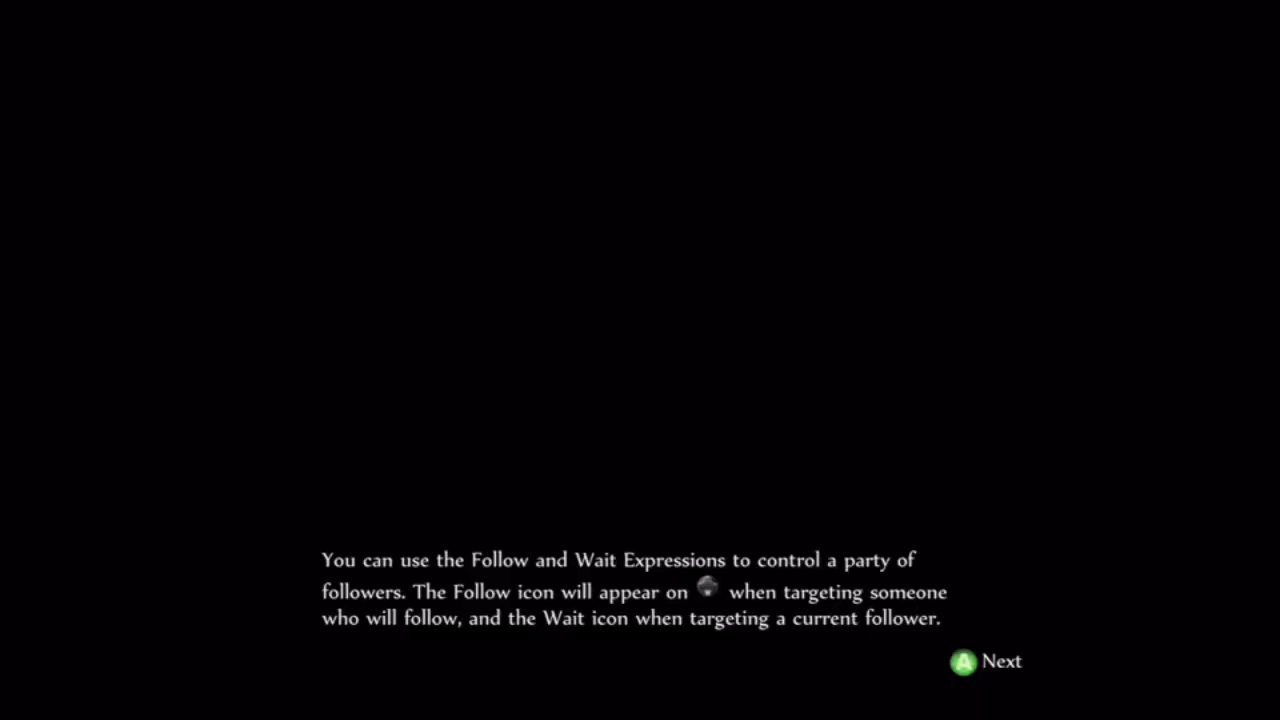 You can use the Follow and Wait Expressions to control a party of
followers. The Follow icon will appear on when targeting someone
who will follow, and the Wait icon when targeting a current follower.
A Next